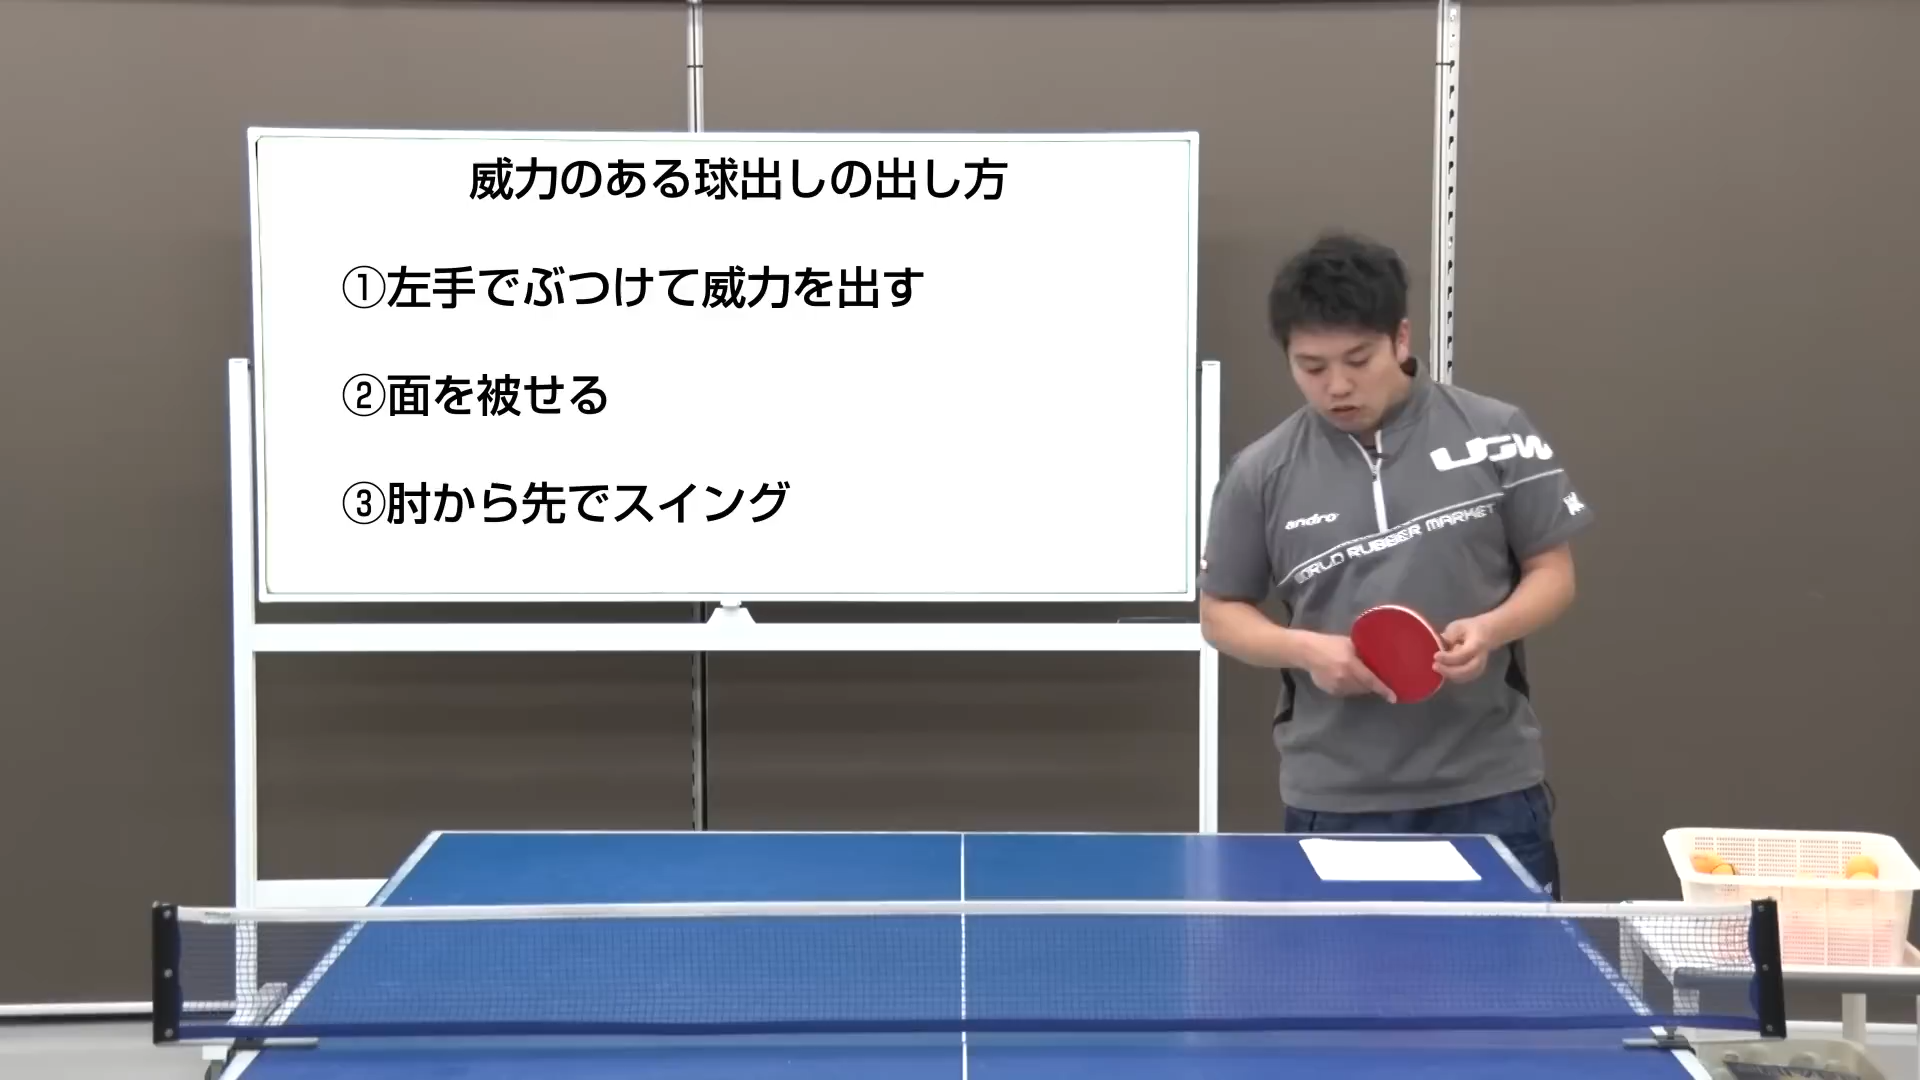 威力のある球出しの出し方
①左手でぶつけて威力を出す
②面を被せる
③肘から先でスイング
UGW
andro
WORLD RUBBER MARKET